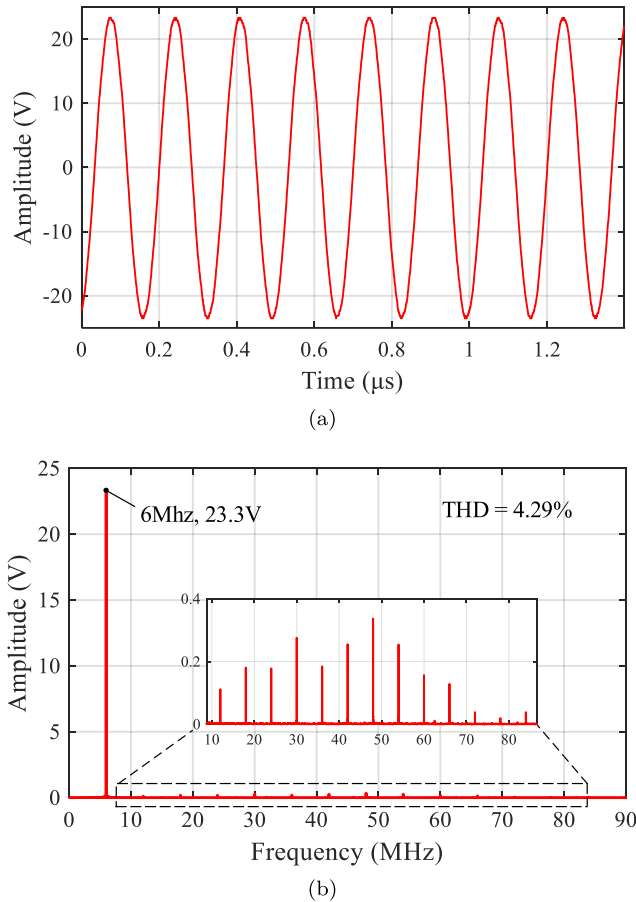 20
10
0
-10
-20
Amplitude (V)
0 0.2 0.4 0.6 0.8 1 1.2
Time (μs)
(a)
25
20
15
10
5
0
Amplitude (V)
6Mhz, 23.3V
THD = 4.29%
0.4
0.2
0
10 20 30 40 50 60 70 80
0 10 20 30 40 50 60 70 80 90
Frequency (MHz)
(b)